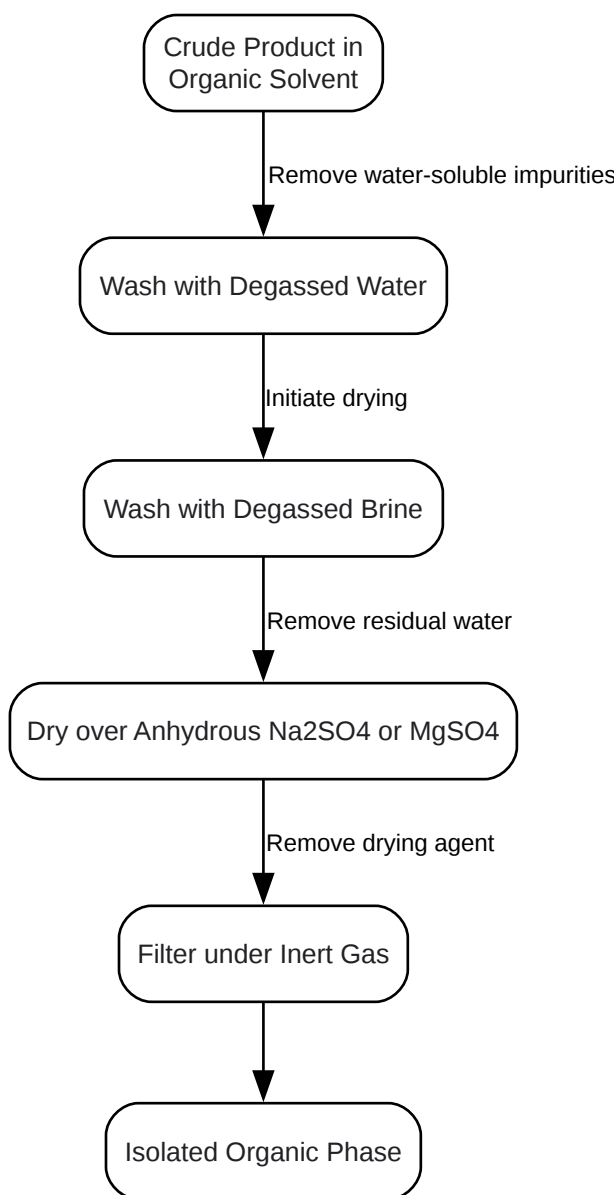 Crude Product in
Organic Solvent
Remove water-soluble impurities
Wash with Degassed Water
Initiate drying
Wash with Degassed Brine
Remove residual water
Dry over Anhydrous Na2SO4 or MgSO4
Remove drying agent
Filter under Inert Gas
Isolated Organic Phase